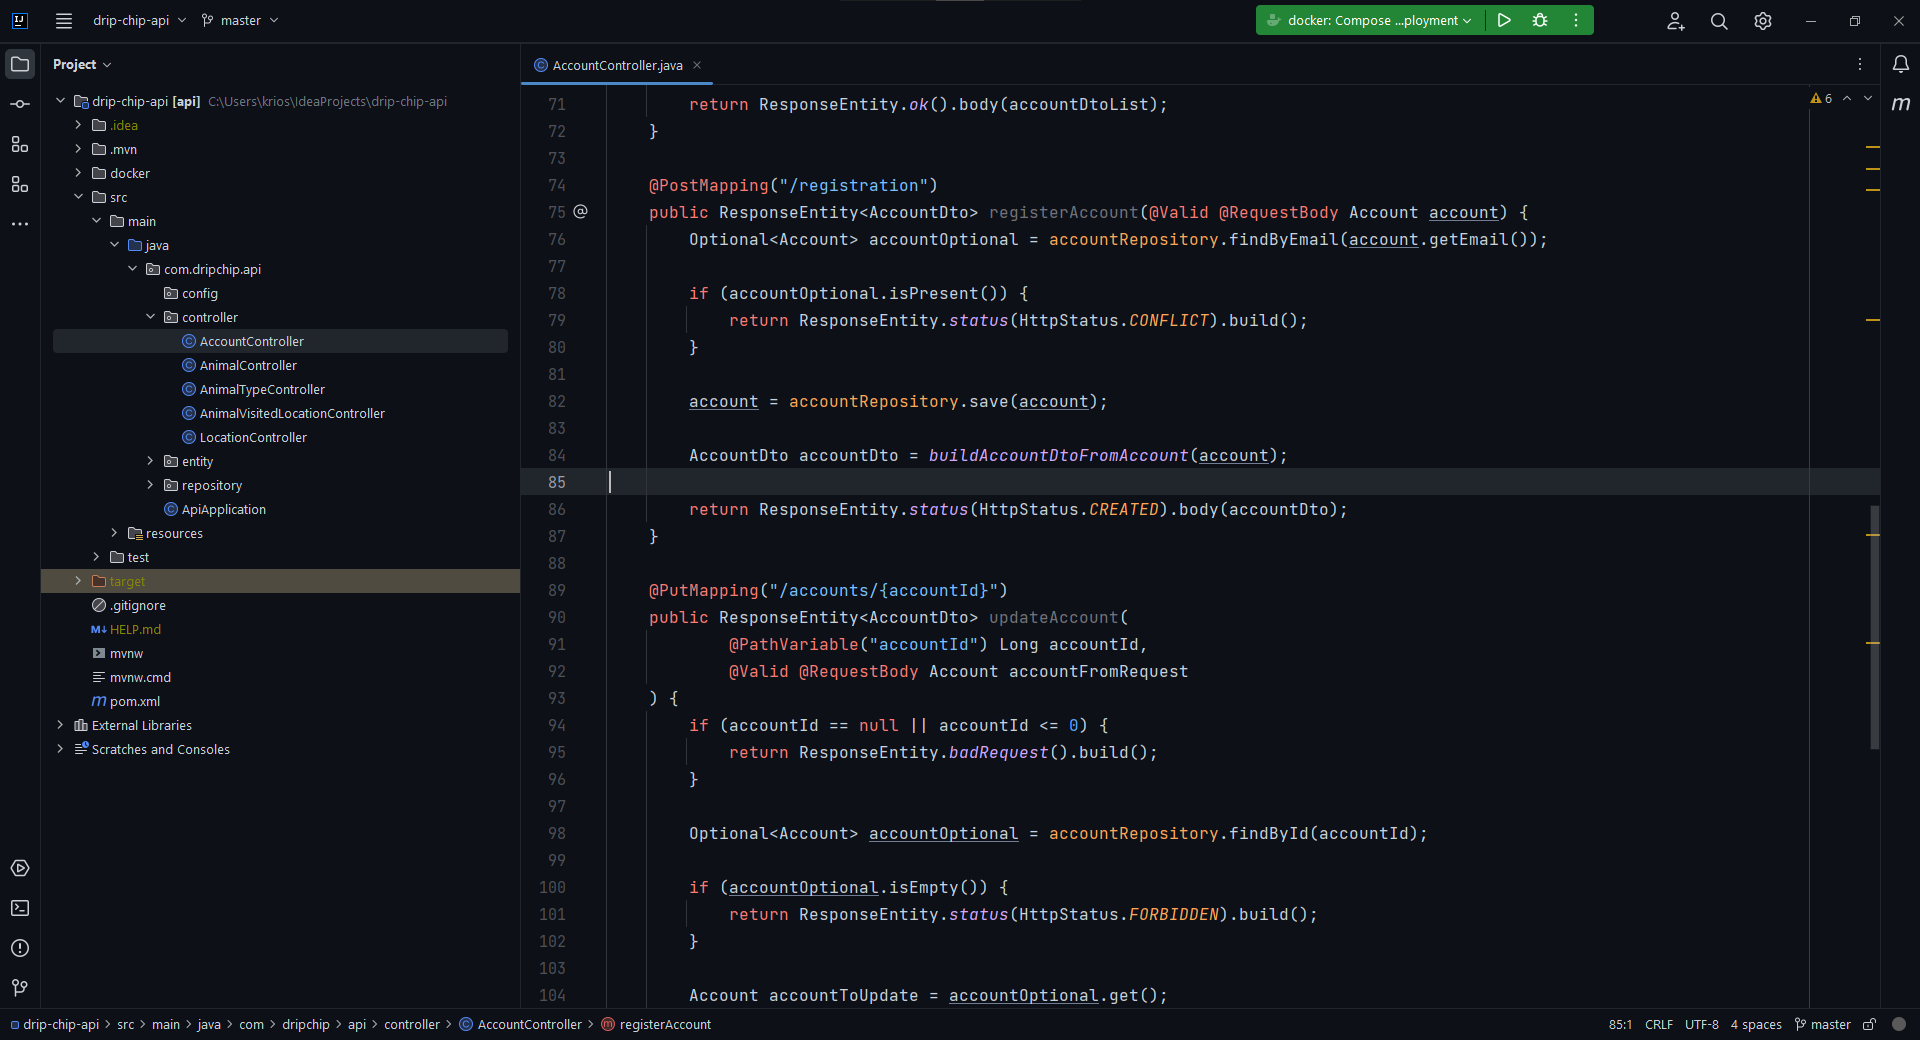 drip-chip-api master docker: Compose ...ployment
Project
AccountController.java
drip-chip-api [api] C:\Users\krios\IdeaProjects\drip-chip-api
.idea
.mvn
docker
src
main
java
com.dripchip.api
config
controller
AccountController
AnimalController
AnimalTypeController
AnimalVisitedLocationController
LocationController
entity
repository
ApiApplication
resources
test
target
.gitignore
M↓ HELP.md
mvnw
mvnw.cmd
m pom.xml
External Libraries
Scratches and Consoles
6
71 return ResponseEntity.ok().body(accountDtoList);
72 }
73
74 @PostMapping("/registration")
75 public ResponseEntity<AccountDto> registerAccount(@Valid @RequestBody Account account) {
76 Optional<Account> accountOptional = accountRepository.findByEmail(account.getEmail());
77
78 if (accountOptional.isPresent()) {
79 return ResponseEntity.status(HttpStatus.CONFLICT).build();
80 }
81
82 account = accountRepository.save(account);
83
84 AccountDto accountDto = buildAccountDtoFromAccount(account);
85
86 return ResponseEntity.status(HttpStatus.CREATED).body(accountDto);
87 }
88
89 @PutMapping("/accounts/{accountId}")
90 public ResponseEntity<AccountDto> updateAccount(
91 @PathVariable("accountId") Long accountId,
92 @Valid @RequestBody Account accountFromRequest
93 ) {
94 if (accountId == null || accountId <= 0) {
95 return ResponseEntity.badRequest().build();
96 }
97
98 Optional<Account> accountOptional = accountRepository.findById(accountId);
99
100 if (accountOptional.isEmpty()) {
101 return ResponseEntity.status(HttpStatus.FORBIDDEN).build();
102 }
103
104 Account accountToUpdate = accountOptional.get();
m
drip-chip-api > src > main > java > com > dripchip > api > controller > AccountController > registerAccount 85:1 CRLF UTF-8 4 spaces master